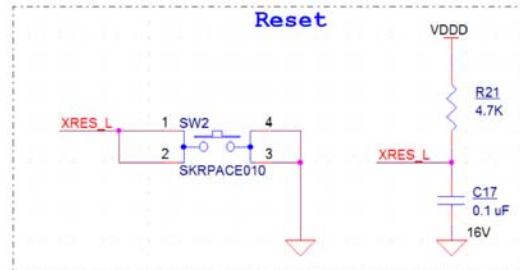 Reset
VDDD
R21
4.7K
XRES_L
1
SW2
4
2
3
SKRPACE010
XRES_L
C17
0.1 uF
16V